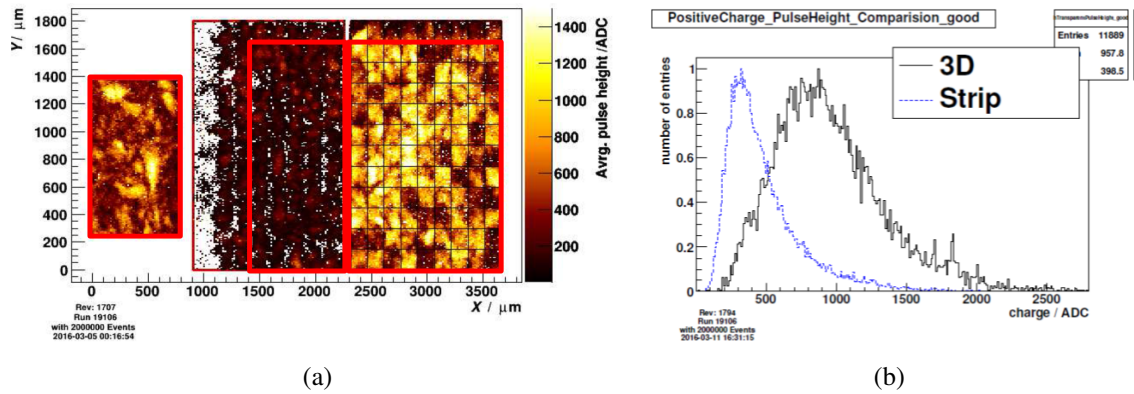 Y / μm
1800
1600
1400
1200
1000
800
600
400
200
0
0 500 1000 1500 2000 2500 3000 3500
X / μm
1400
1200
1000
800
600
400
200
Avrg. pulse height /ADC
Rev: 1707
Run 19106
with 2000000 Events
2016-03-05 00:16:54
(a)
PositiveCharge_PulseHeight_Comparision_good
Entries 11889
957.8
398.5
3D
Strip
number of entries
1
0.8
0.6
0.4
0.2
0
500 1000 1500 2000 2500
charge / ADC
Rev: 1794
Run 19106
with 2000000 Events
2016-03-11 16:31:15
(b)